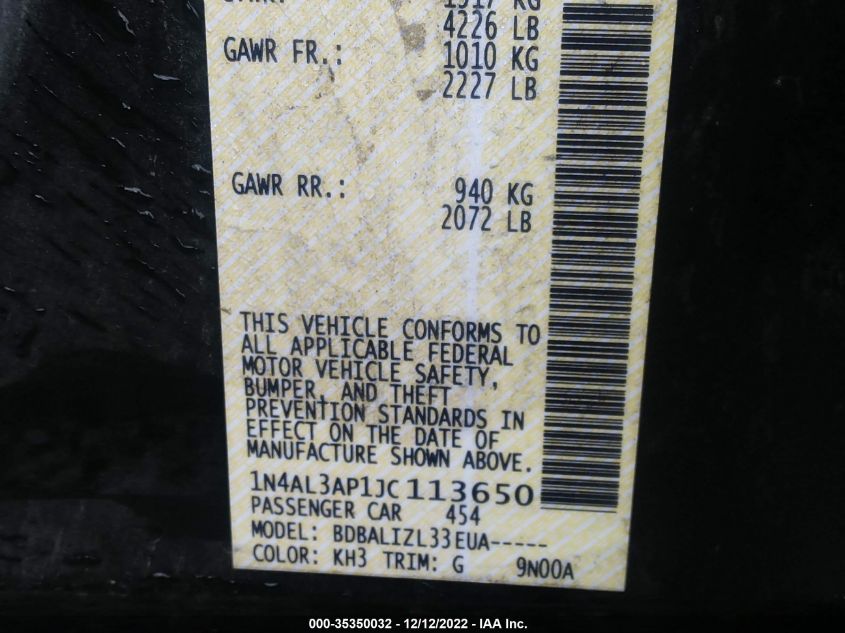 1917 KG
4226 LB
GAWR FR.: 1010 KG
2227 LB
GAWR RR.: 940 KG
2072 LB
THIS VEHICLE CONFORMS TO
ALL APPLICABLE FEDERAL
MOTOR VEHICLE SAFETY,
BUMPER, AND THEFT
PREVENTION STANDARDS IN
EFFECT ON THE DATE OF
MANUFACTURE SHOWN ABOVE.
1N4AL3AP1JC113650
PASSENGER CAR 454
MODEL: BDBALIZL33EUA-----
COLOR: KH3 TRIM: G 9N00A
000-35350032 - 12/12/2022 - IAA Inc.